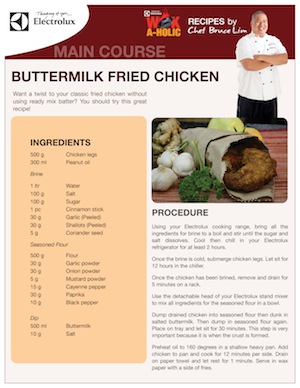 Thinking of you
Electrolux
Electrolux
WOK
A-HOLIC
RECIPES by
Chef Bruce Lim
MAIN COURSE
BUTTERMILK FRIED CHICKEN
Want a twist to your classic fried chicken without
using ready mix batter? You should try this great
recipe!
INGREDIENTS
500 g Chicken legs
300 ml Peanut oil
Brine
1 ltr Water
100 g Salt
100 g Sugar
1 pc Cinnamon stick
30 g Garlic (Peeled)
30 g Shallots (Peeled)
5 g Coriander seed
Seasoned Flour
500 g Flour
30 g Garlic powder
30 g Onion powder
5 g Mustard powder
15 g Cayenne pepper
30 g Paprika
10 g Black pepper
Dip
500 ml Buttermilk
10 g Salt
PROCEDURE
Using your Electrolux cooking range, bring all the
ingredients for brine to a boil and stir until the sugar and
salt dissolves. Cool then chill in your Electrolux
refrigerator for at least 2 hours.
Once the brine is cold, submerge chicken legs. Let sit for
12 hours in the chiller.
Once the chicken has been brined, remove and drain for
5 minutes on a rack.
Use the detachable head of your Electrolux stand mixer
to mix all ingredients for the seasoned flour in a bowl.
Dump drained chicken into seasoned flour then dunk in
salted buttermilk. Then dump in seasoned flour again.
Place on tray and let sit for 30 minutes. This step is very
important because it is when the crust is formed.
Preheat oil to 160 degrees in a shallow heavy pan. Add
chicken to pan and cook for 12 minutes per side. Drain
on paper towel and let rest for 1 minute. Serve in wax
paper with a side of fries.